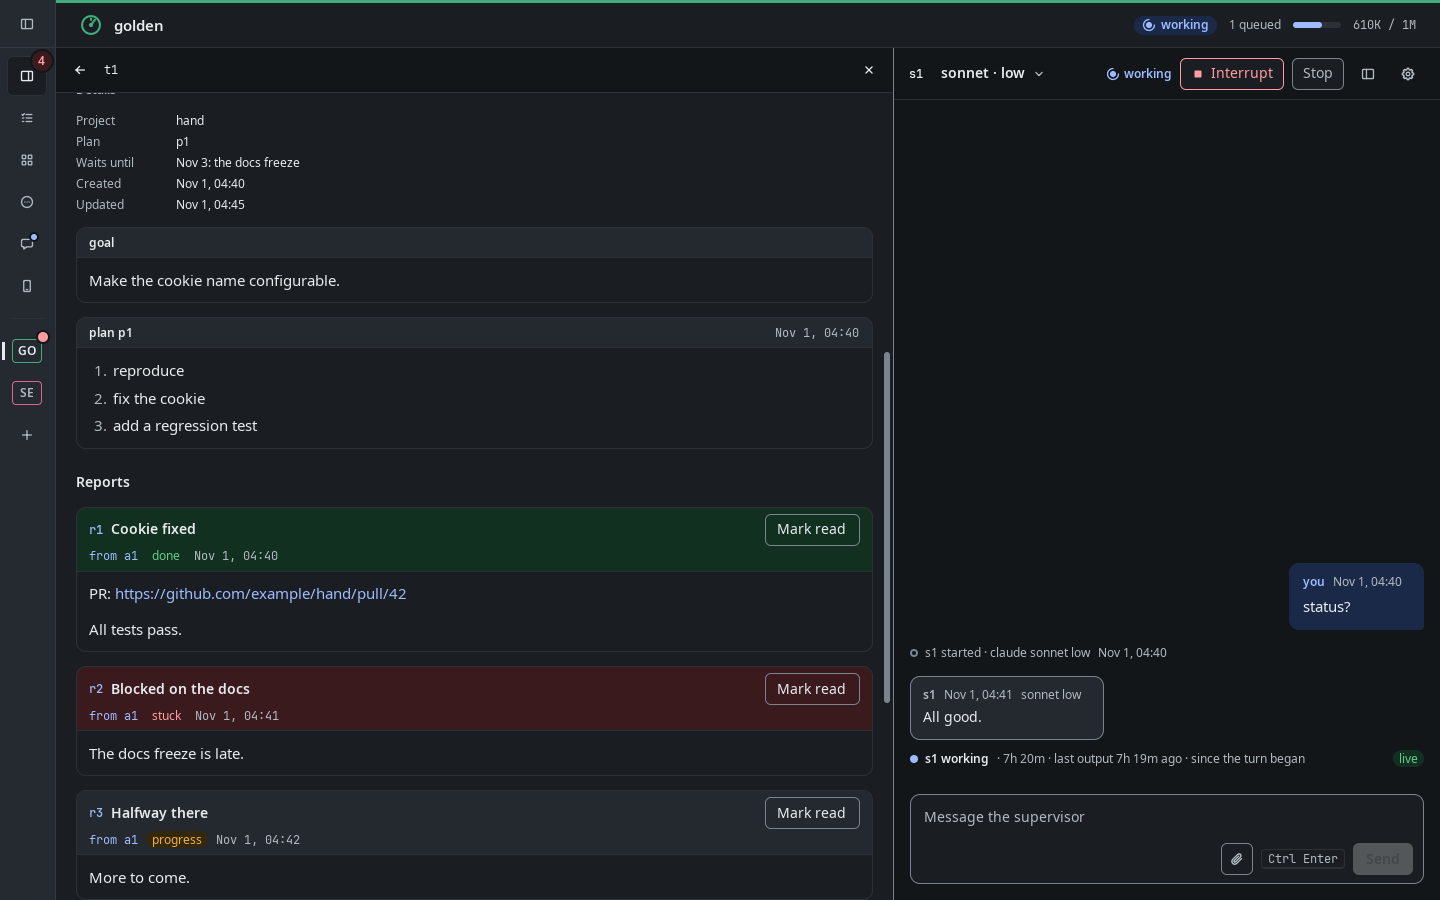 golden
working
1 queued
610K / 1M
4
GO
SE
t1
Details
Project hand
Plan p1
Waits until Nov 3: the docs freeze
Created Nov 1, 04:40
Updated Nov 1, 04:45
goal
Make the cookie name configurable.
plan p1 Nov 1, 04:40
1. reproduce
2. fix the cookie
3. add a regression test
Reports
r1 Cookie fixed Mark read
from a1 done Nov 1, 04:40
PR: https://github.com/example/hand/pull/42
All tests pass.
r2 Blocked on the docs Mark read
from a1 stuck Nov 1, 04:41
The docs freeze is late.
r3 Halfway there Mark read
from a1 progress Nov 1, 04:42
More to come.
s1 sonnet · low working Interrupt Stop
you Nov 1, 04:40
status?
s1 started · claude sonnet low Nov 1, 04:40
s1 Nov 1, 04:41 sonnet low
All good.
s1 working · 7h 20m · last output 7h 19m ago · since the turn began live
Message the supervisor
Ctrl Enter Send